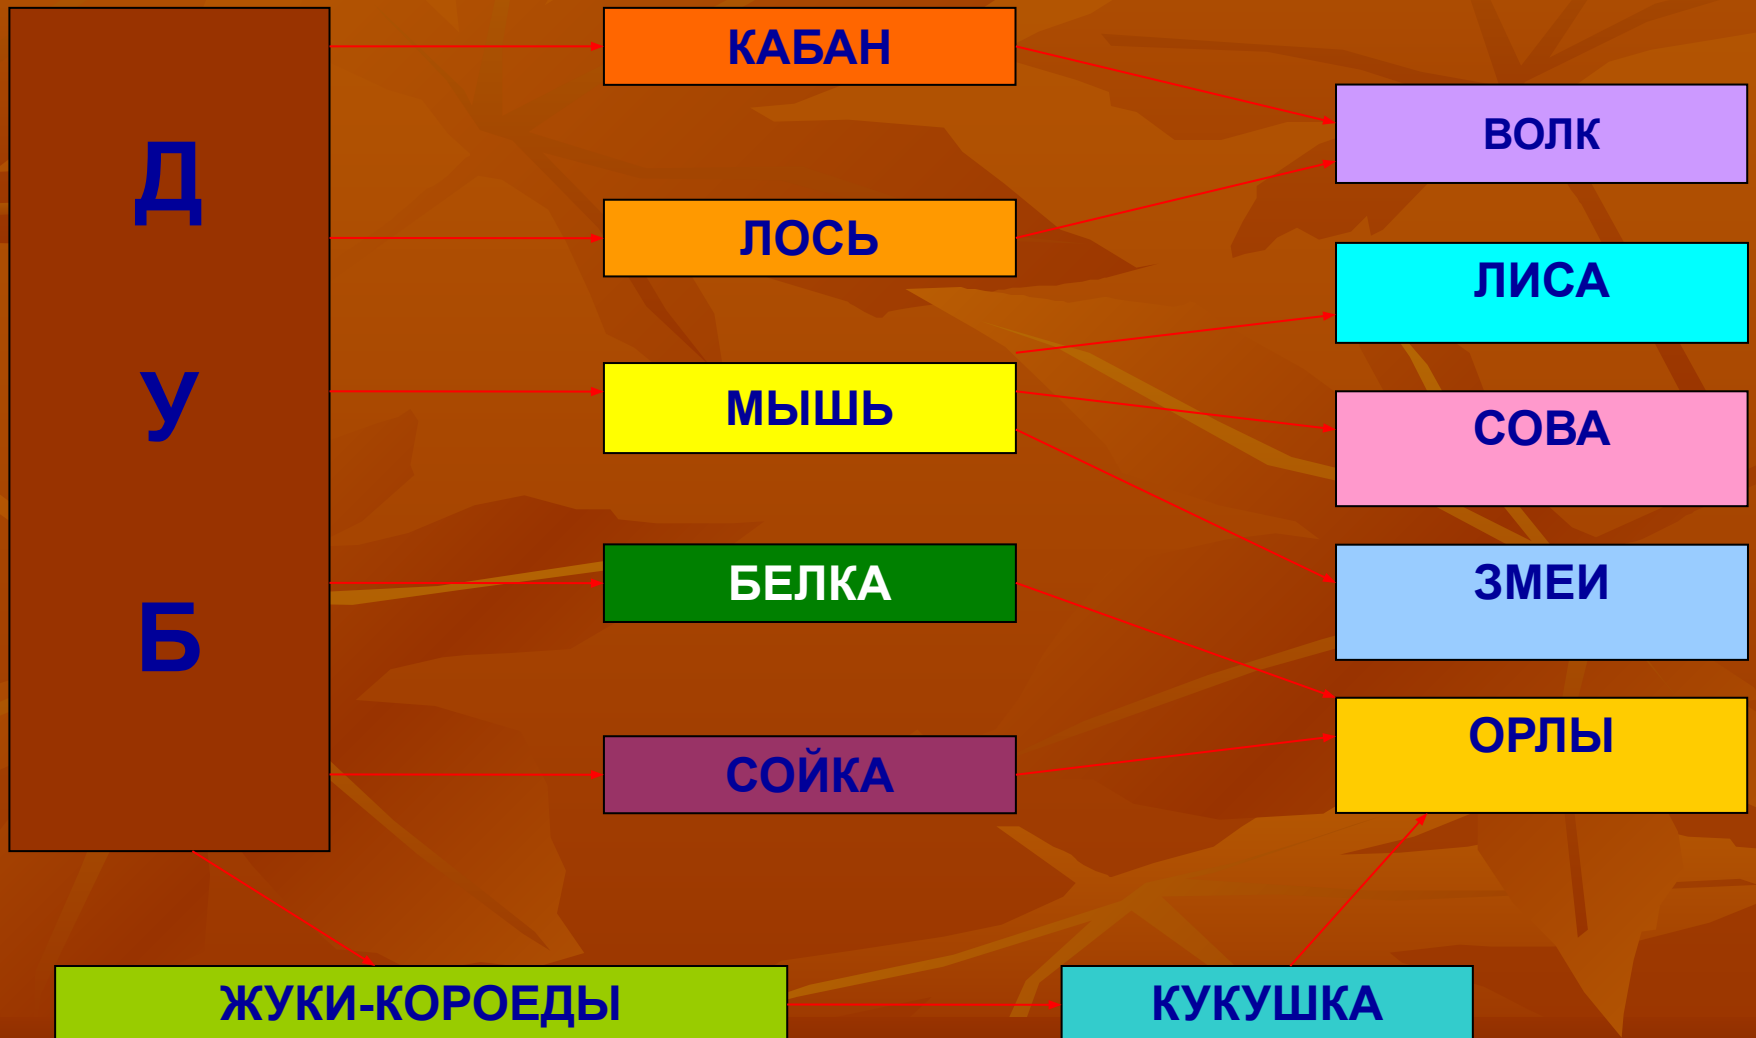 Д
У
Б
КАБАН
ЛОСЬ
МЫШЬ
БЕЛКА
СОЙКА
ВОЛК
ЛИСА
СОВА
ЗМЕИ
ОРЛЫ
ЖУКИ-КОРОЕДЫ
КУКУШКА